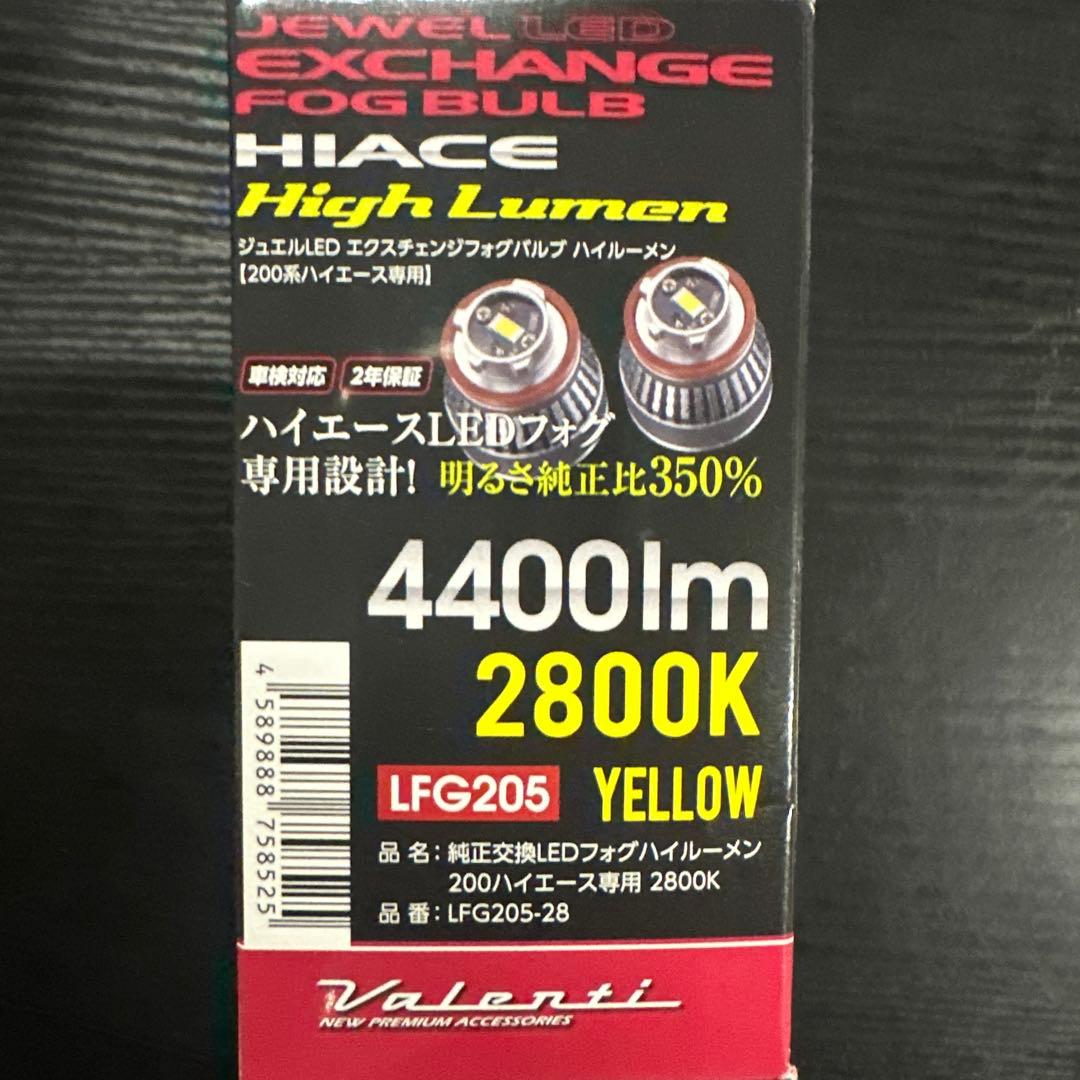 JEWEL LED
EXCHANGE
FOG BULB
HIACE
High Lumen
ジュエルLED エクスチェンジフォグバルブ ハイルーメン
【200系ハイエース専用】
車検対応 2年保証
ハイエースLEDフォグ
専用設計! 明るさ純正比350%
4400lm
2800K
LFG205 YELLOW
品 名：純正交換LEDフォグハイルーメン
200ハイエース専用 2800K
品 番：LFG205-28
4 589888 758525
Valenti
NEW PREMIUM ACCESSORIES